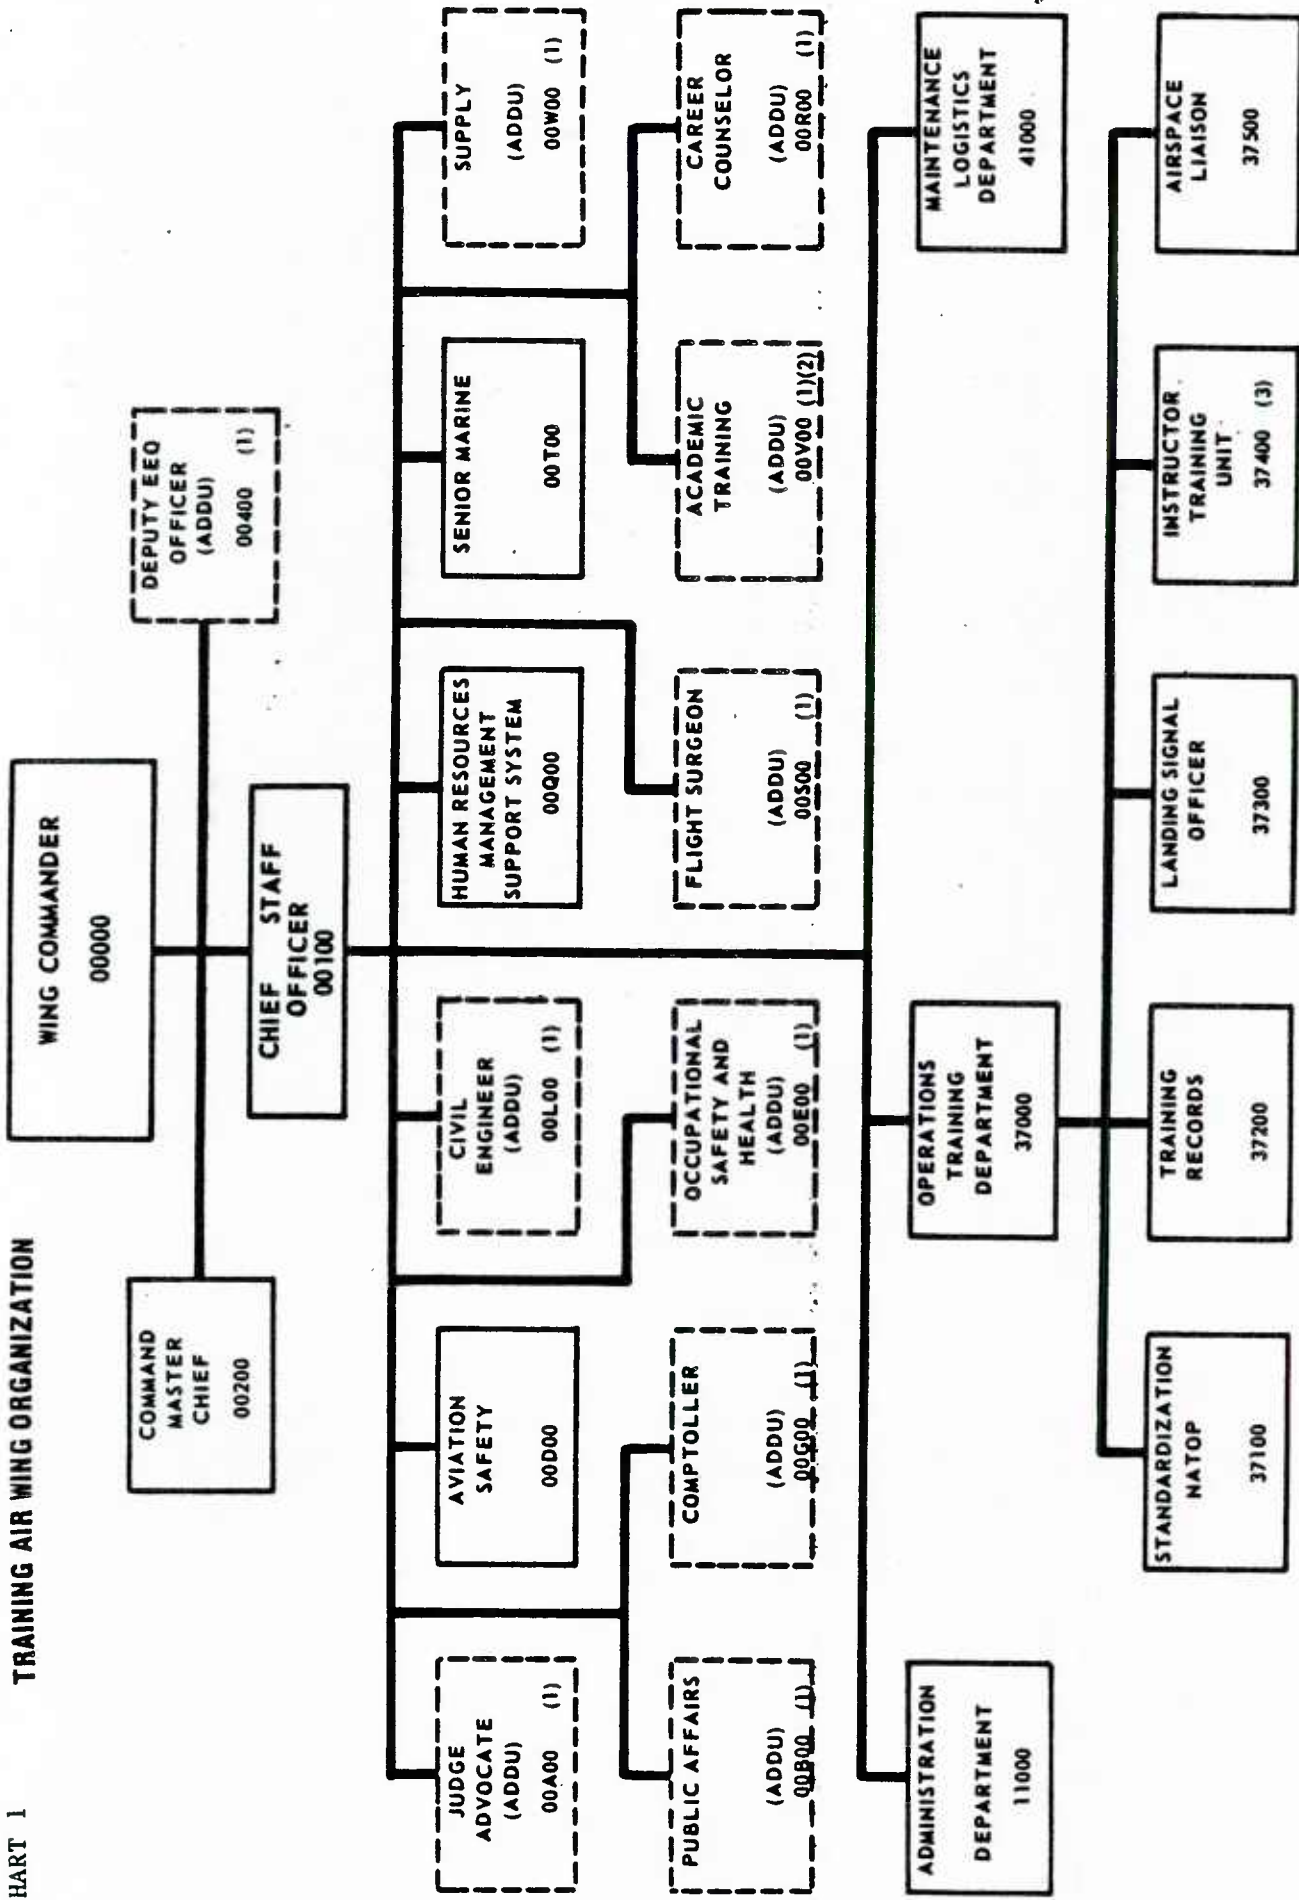 HART 1
TRAINING AIR WING ORGANIZATION
WING COMMANDER
00000
COMMAND
MASTER
CHIEF
00200
DEPUTY EEO
OFFICER
(ADDU)
00400 (1)
CHIEF STAFF
OFFICER
00100
JUDGE
ADVOCATE
(ADDU)
00A00 (1)
AVIATION
SAFETY
00D00
CIVIL
ENGINEER
(ADDU)
00L00 (1)
HUMAN RESOURCES
MANAGEMENT
SUPPORT SYSTEM
00Q00
SENIOR MARINE
00T00
SUPPLY
(ADDU)
00W00 (1)
PUBLIC AFFAIRS
(ADDU)
00B00 (1)
COMPTOLLER
(ADDU)
00G00 (1)
OCCUPATIONAL
SAFETY AND
HEALTH
(ADDU)
00E00 (1)
FLIGHT SURGEON
(ADDU)
00S00 (1)
ACADEMIC
TRAINING
(ADDU)
00V00 (1)(2)
CAREER
COUNSELOR
(ADDU)
00R00 (1)
ADMINISTRATION
DEPARTMENT
11000
OPERATIONS
TRAINING
DEPARTMENT
37000
MAINTENANCE
LOGISTICS
DEPARTMENT
41000
STANDARDIZATION
NATOP
37100
TRAINING
RECORDS
37200
LANDING SIGNAL
OFFICER
37300
INSTRUCTOR
TRAINING
UNIT
37400 (3)
AIRSPACE
LIAISON
37500